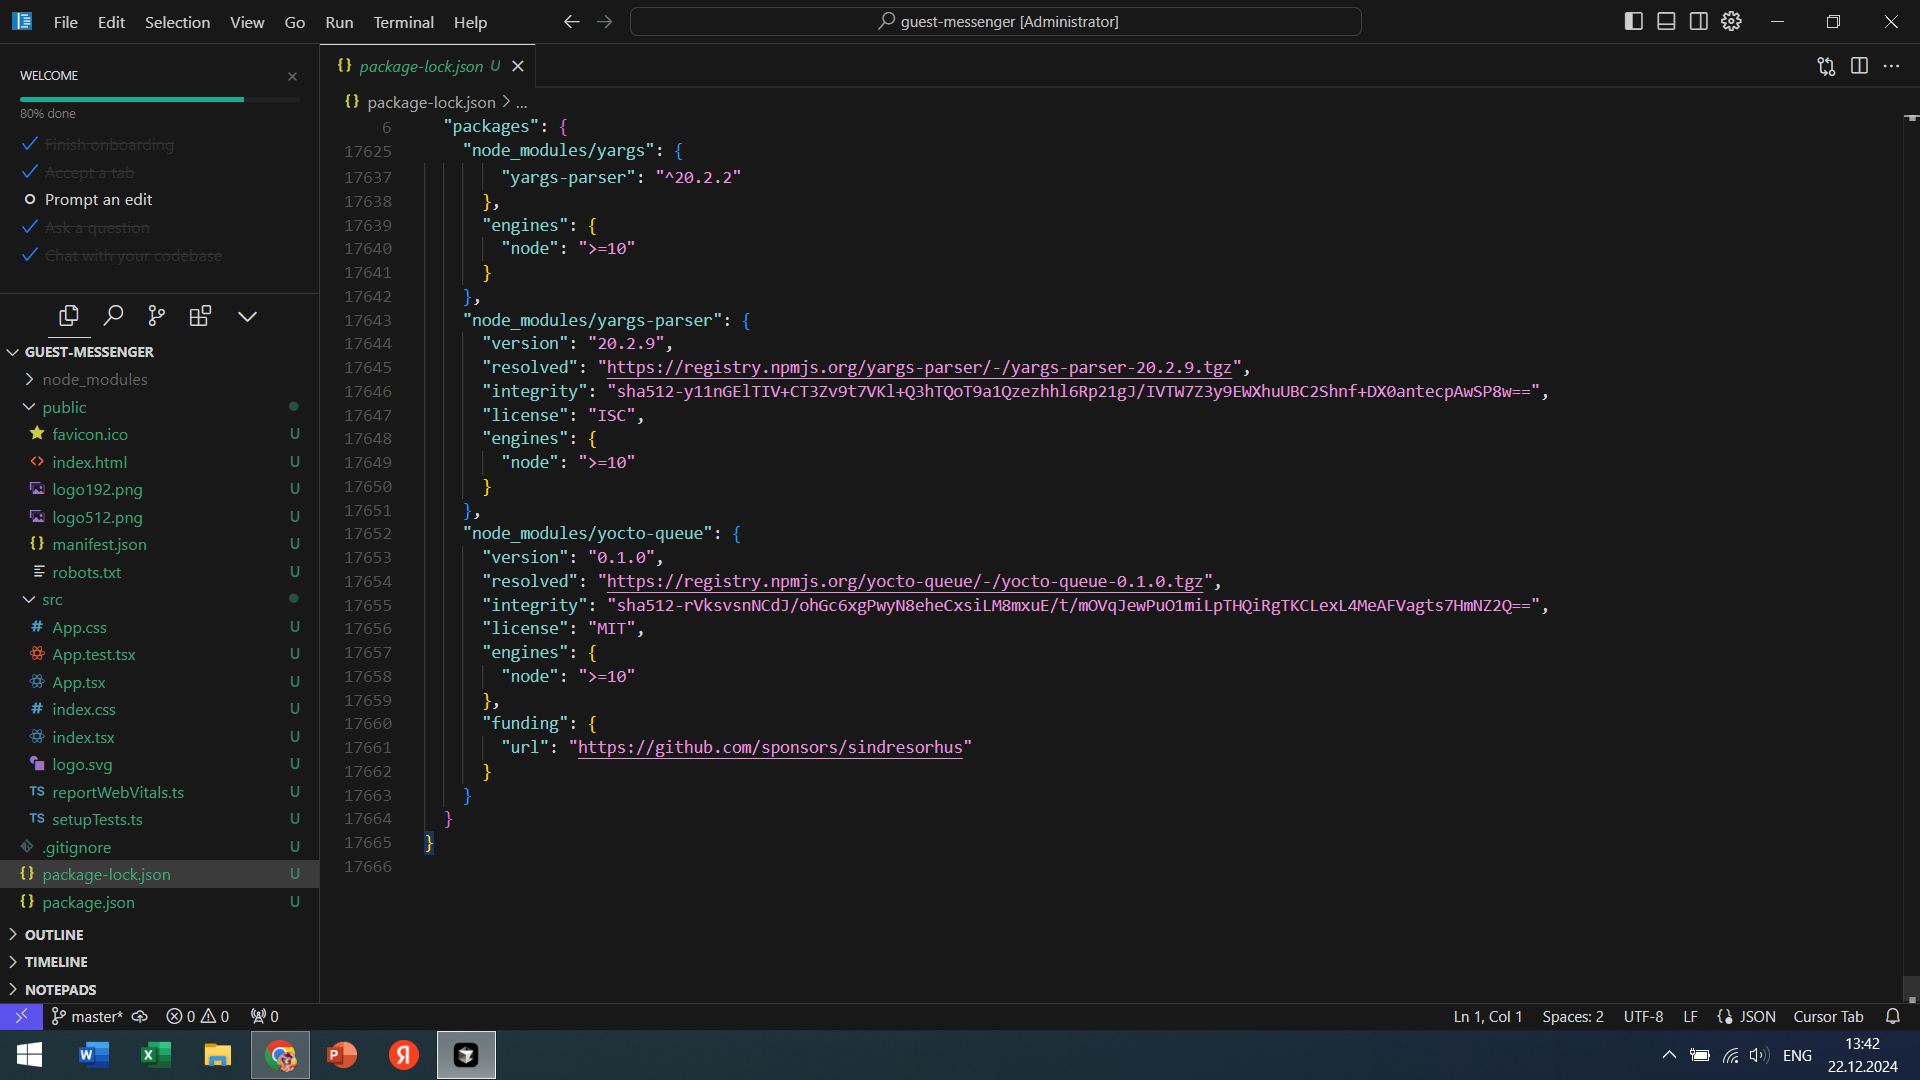 File Edit Selection View Go Run Terminal Help
guest-messenger [Administrator]
WELCOME
80% done
Finish onboarding
Accept a tab
Prompt an edit
Ask a question
Chat with your codebase
GUEST-MESSENGER
node_modules
public
favicon.ico U
index.html U
logo192.png U
logo512.png U
manifest.json U
robots.txt U
src
App.css U
App.test.tsx U
App.tsx U
index.css U
index.tsx U
logo.svg U
TS reportWebVitals.ts U
TS setupTests.ts U
.gitignore U
{} package-lock.json U
{} package.json U
OUTLINE
TIMELINE
NOTEPADS
{} package-lock.json U
{} package-lock.json > ...
6 "packages": {
17625 "node_modules/yargs": {
17637 "yargs-parser": "^20.2.2"
17638 },
17639 "engines": {
17640 "node": ">=10"
17641 }
17642 },
17643 "node_modules/yargs-parser": {
17644 "version": "20.2.9",
17645 "resolved": "https://registry.npmjs.org/yargs-parser/-/yargs-parser-20.2.9.tgz",
17646 "integrity": "sha512-y11nGElTIV+CT3Zv9t7VKl+Q3hTQoT9a1Qzezhhl6Rp21gJ/IVTW7Z3y9EWXhuUBC2Shnf+DX0antecpAwSP8w==",
17647 "license": "ISC",
17648 "engines": {
17649 "node": ">=10"
17650 }
17651 },
17652 "node_modules/yocto-queue": {
17653 "version": "0.1.0",
17654 "resolved": "https://registry.npmjs.org/yocto-queue/-/yocto-queue-0.1.0.tgz",
17655 "integrity": "sha512-rVksvsnNCdJ/ohGc6xgPwyN8eheCxsiLM8mxuE/t/mOVqJewPuO1miLpTHQiRgTKCLexL4MeAFVagts7HmNZ2Q==",
17656 "license": "MIT",
17657 "engines": {
17658 "node": ">=10"
17659 },
17660 "funding": {
17661 "url": "https://github.com/sponsors/sindresorhus"
17662 }
17663 }
17664 }
17665 }
17666
master* 0 0 0
Ln 1, Col 1 Spaces: 2 UTF-8 LF {} JSON Cursor Tab
ENG
13:42
22.12.2024